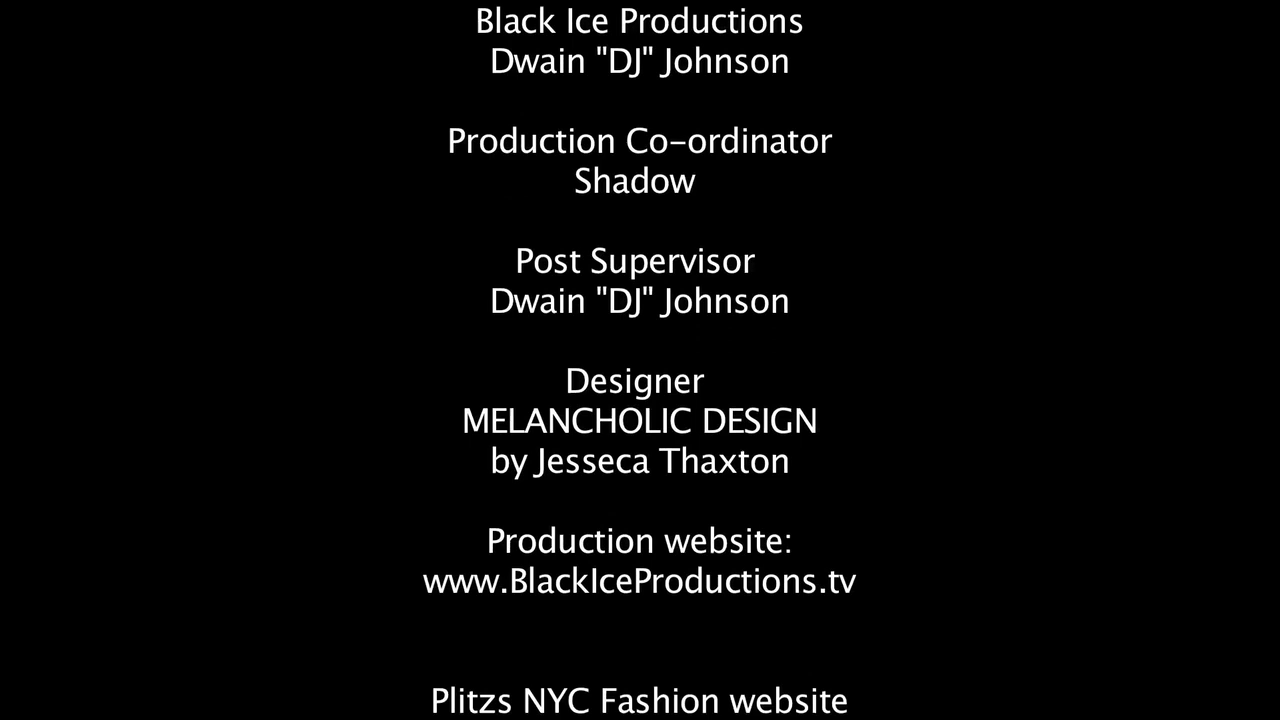 Black Ice Productions
Dwain "DJ" Johnson
Production Co-ordinator
Shadow
Post Supervisor
Dwain "DJ" Johnson
Designer
MELANCHOLIC DESIGN
by Jesseca Thaxton
Production website:
www.BlackIceProductions.tv
Plitzs NYC Fashion website